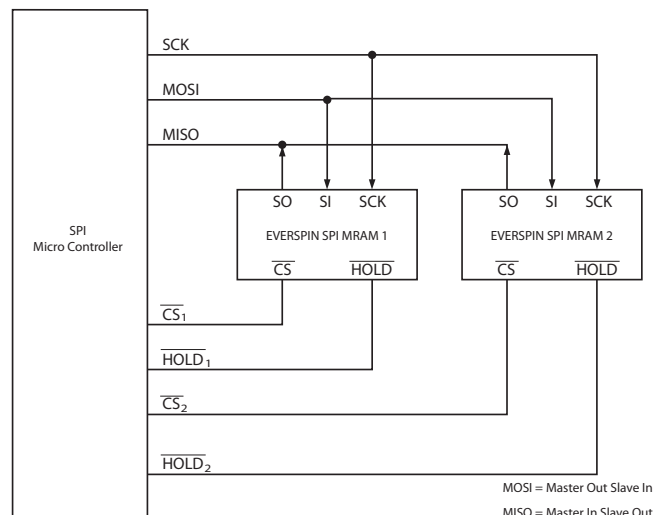 SCK
MOSI
MISO
SO SI SCK
SO SI SCK
SPI
Micro Controller
EVERSPIN SPI MRAM 1
EVERSPIN SPI MRAM 2
CS HOLD
CS HOLD
CS1
HOLD1
CS2
HOLD2
MOSI = Master Out Slave In
MISO = Master In Slave Out